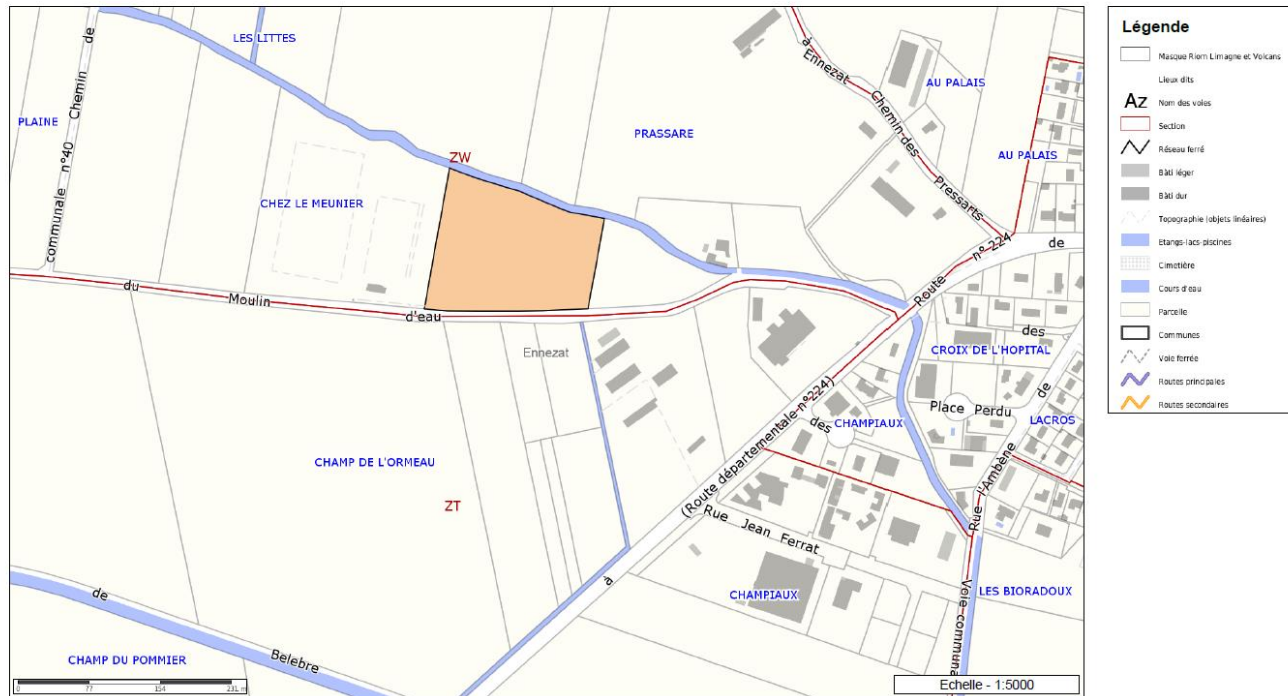 LES LITTES
PLAINE
communale n°40 Chemin de
ZW
PRASSARE
à Ennezat
Chemin des Pressarts
AU PALAIS
AU PALAIS
CHEZ LE MEUNIER
du Moulin d'eau
Ennezat
Route n° 224 de
(Route départementale n°224)
à
CROIX DE L'HOPITAL
des
Place Perdu
de
LACROS
des
CHAMPIAUX
Rue l'Ambène
CHAMP DE L'ORMEAU
ZT
Rue Jean Ferrat
CHAMPIAUX
LES BIORADOUX
Voie communa
de Belebre
CHAMP DU POMMIER
0 77 154 231 m
Echelle - 1:5000
Légende
Masque Riom Limagne et Volcans
Lieux dits
Az Nom des voies
Section
Réseau ferré
Bâti léger
Bâti dur
Topographie (objets linéaires)
Etangs-lacs-piscines
Cimetière
Cours d'eau
Parcelle
Communes
Voie ferrée
Routes principales
Routes secondaires